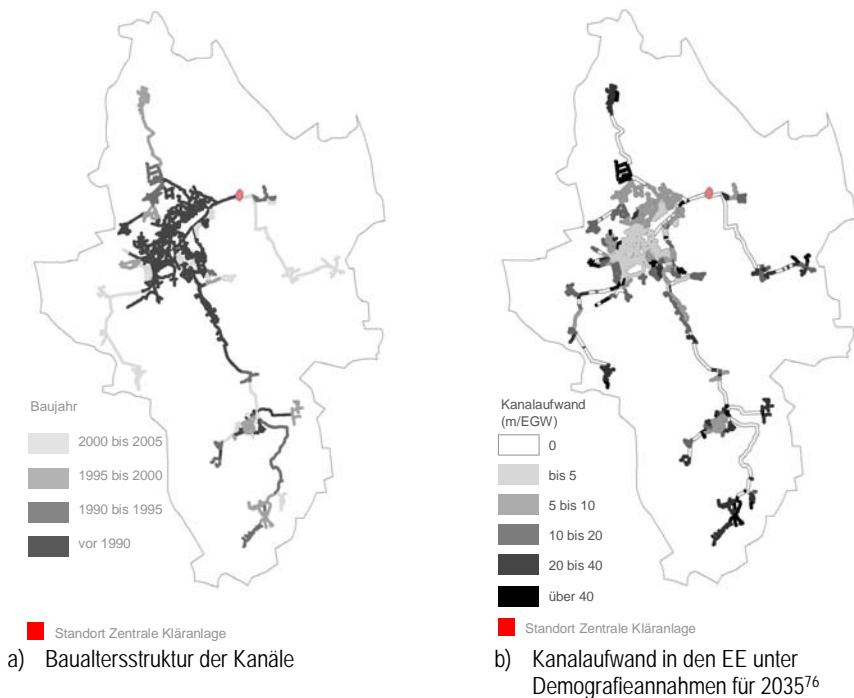 Baujahr
2000 bis 2005
1995 bis 2000
1990 bis 1995
vor 1990
Standort Zentrale Kläranlage
a) Baualtersstruktur der Kanäle
Kanalaufwand
(m/EGW)
0
bis 5
5 bis 10
10 bis 20
20 bis 40
über 40
Standort Zentrale Kläranlage
b) Kanalaufwand in den EE unter
Demografieannahmen für 2035⁷⁶